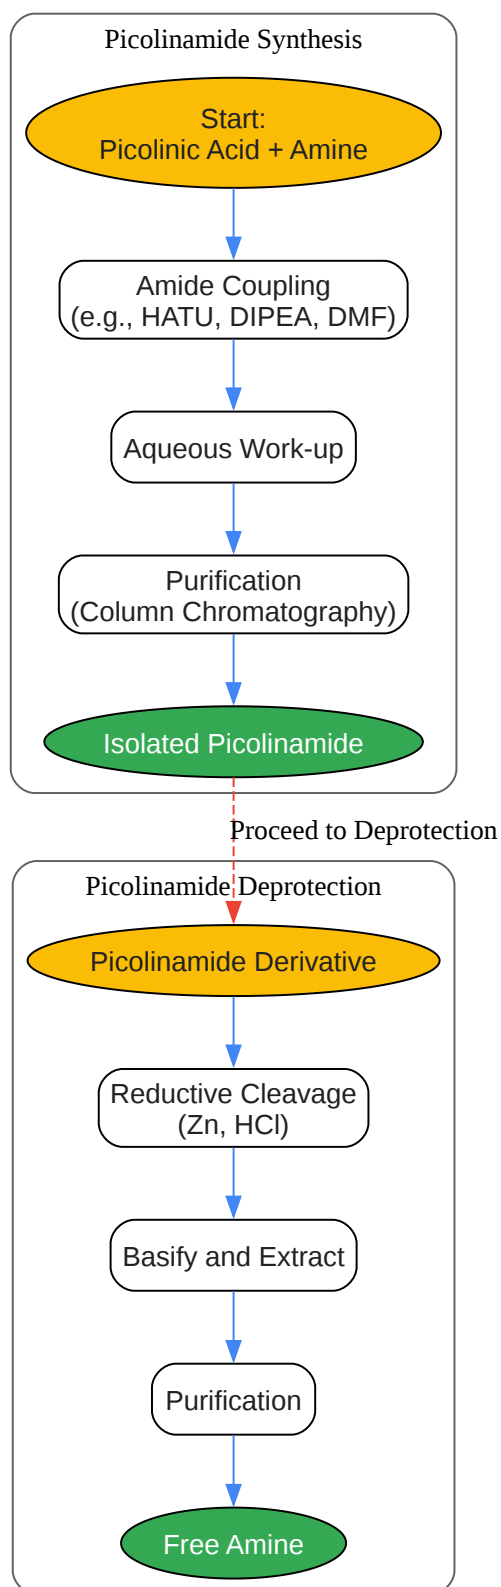 Picolinamide Synthesis
Start:
Picolinic Acid + Amine
Amide Coupling
(e.g., HATU, DIPEA, DMF)
Aqueous Work-up
Purification
(Column Chromatography)
Isolated Picolinamide
Proceed to Deprotection
Picolinamide Deprotection
Picolinamide Derivative
Reductive Cleavage
(Zn, HCl)
Basify and Extract
Purification
Free Amine